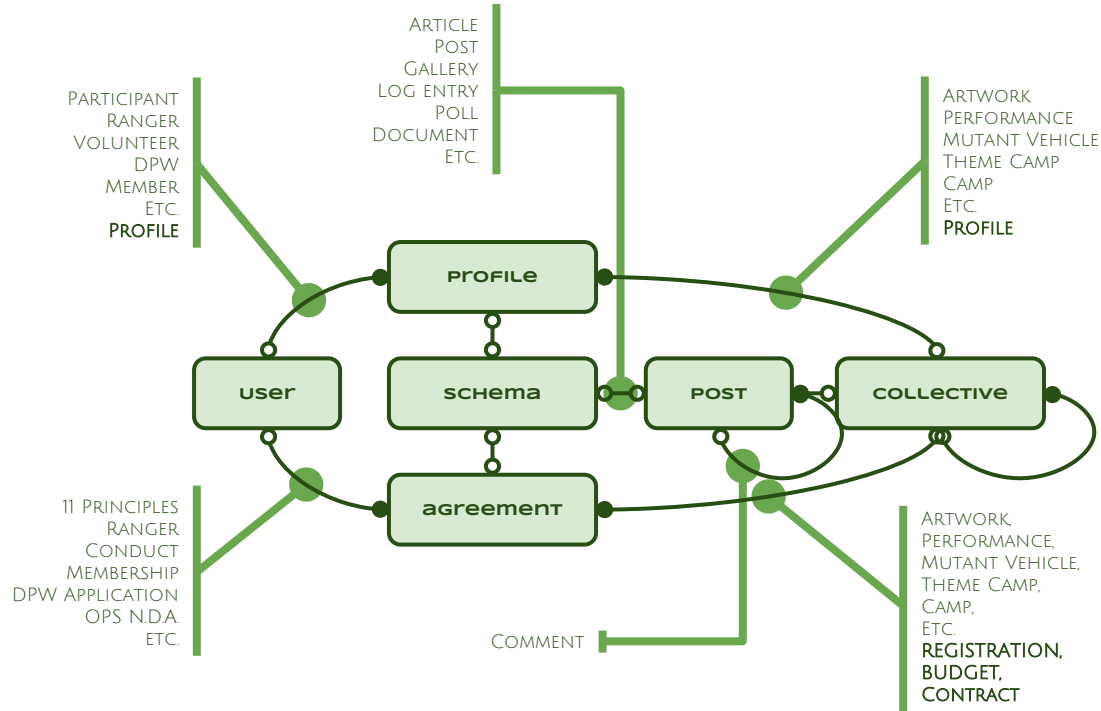 Article
Post
Gallery
Log entry
Poll
Document
Etc.
Participant
Ranger
Volunteer
DPW
Member
Etc.
Profile
Artwork
Performance
Mutant Vehicle
Theme Camp
Camp
Etc.
Profile
Profile
User
Schema
Post
Collective
Agreement
11 Principles
Ranger
Conduct
Membership
DPW Application
OPS N.D.A.
etc.
Comment
Artwork,
Performance,
Mutant Vehicle,
Theme Camp,
Camp,
Etc.
registration,
budget,
Contract